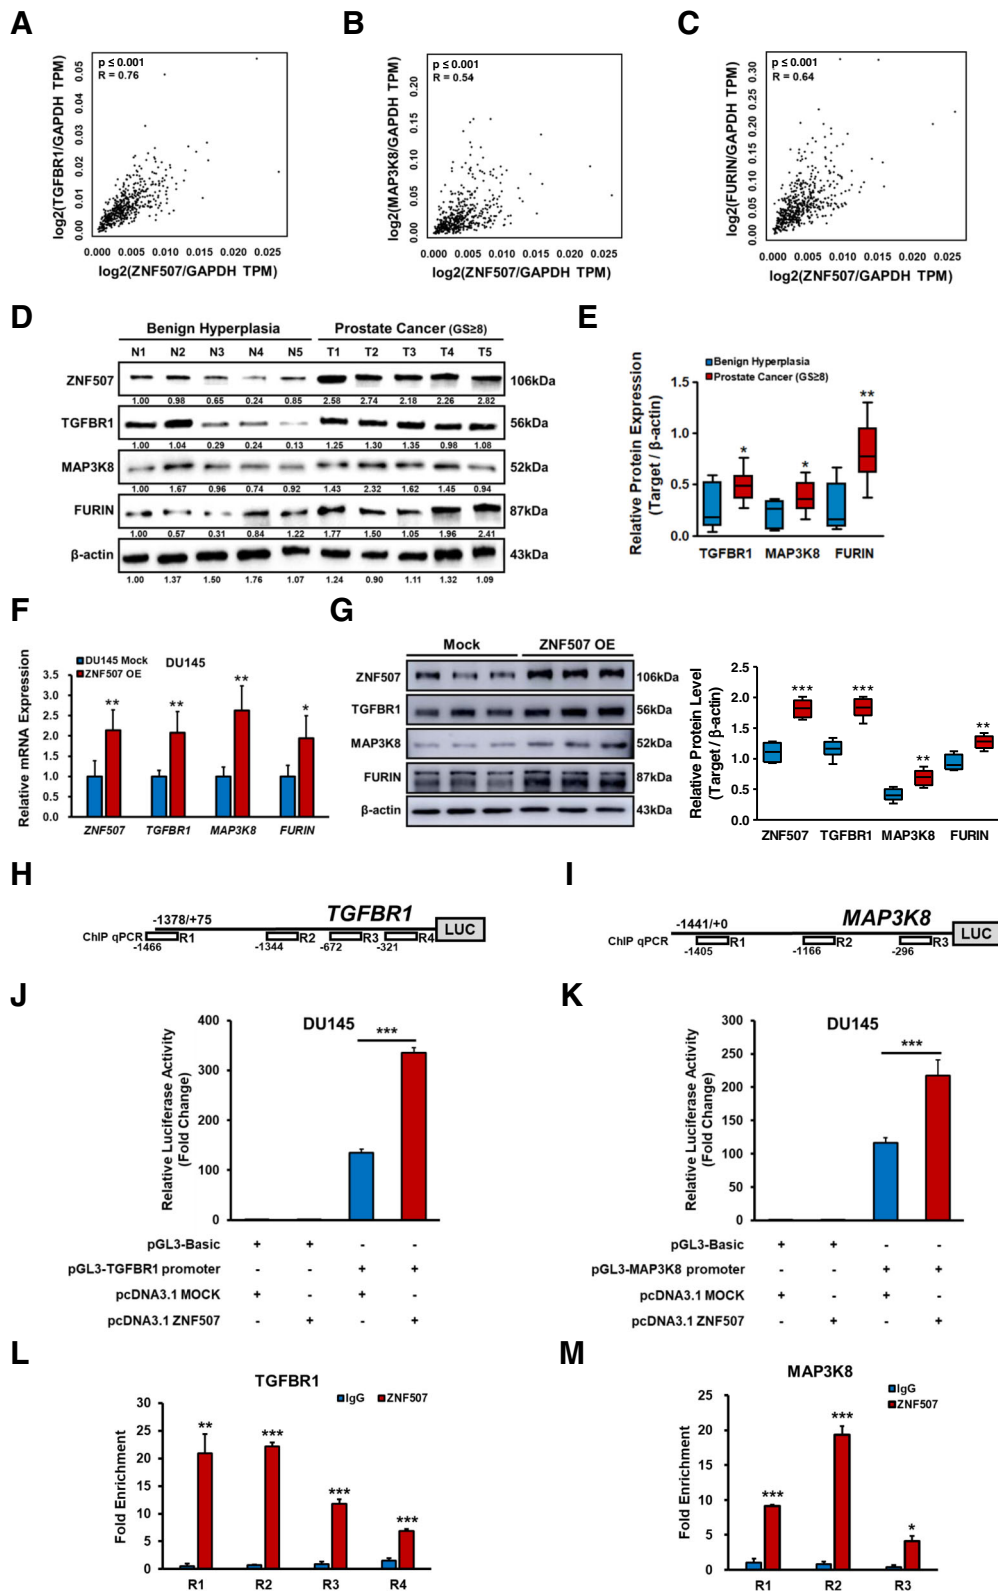 A
B
C
p ≤ 0.001
R = 0.76
log2(TGFBR1/GAPDH TPM)
0.05
0.04
0.03
0.02
0.01
0.00
0.000 0.005 0.010 0.015 0.020 0.025
log2(ZNF507/GAPDH TPM)
p ≤ 0.001
R = 0.54
log2(MAP3K8/GAPDH TPM)
0.20
0.15
0.10
0.05
0.00
0.000 0.005 0.010 0.015 0.020 0.025
log2(ZNF507/GAPDH TPM)
p ≤ 0.001
R = 0.64
log2(FURIN/GAPDH TPM)
0.30
0.25
0.20
0.15
0.10
0.05
0.00
0.000 0.005 0.010 0.015 0.020 0.025
log2(ZNF507/GAPDH TPM)
D
Benign Hyperplasia Prostate Cancer (GS≥8)
N1 N2 N3 N4 N5 T1 T2 T3 T4 T5
ZNF507 106kDa
1.00 0.98 0.65 0.24 0.85 2.58 2.74 2.18 2.26 2.82
TGFBR1 56kDa
1.00 1.04 0.29 0.24 0.13 1.25 1.30 1.35 0.98 1.08
MAP3K8 52kDa
1.00 1.67 0.96 0.74 0.92 1.43 2.32 1.62 1.45 0.94
FURIN 87kDa
1.00 0.57 0.31 0.84 1.22 1.77 1.50 1.05 1.96 2.41
β-actin 43kDa
1.00 1.37 1.50 1.76 1.07 1.24 0.90 1.11 1.32 1.09
E
Benign Hyperplasia
Prostate Cancer (GS≥8)
Relative Protein Expression
(Target / β-actin)
1.5
1.0
0.5
0.0
* * **
TGFBR1 MAP3K8 FURIN
F
DU145 Mock
ZNF507 OE
DU145
Relative mRNA Expression
3.5
3.0
2.5
2.0
1.5
1.0
0.5
0.0
** ** ** *
ZNF507 TGFBR1 MAP3K8 FURIN
G
Mock ZNF507 OE
ZNF507 106kDa
TGFBR1 56kDa
MAP3K8 52kDa
FURIN 87kDa
β-actin 43kDa
Relative Protein Level
(Target / β-actin)
2.5
2.0
1.5
1.0
0.5
0.0
*** *** ** **
ZNF507 TGFBR1 MAP3K8 FURIN
H
-1378/+75 TGFBR1
LUC
ChIP qPCR R1 R2 R3 R4
-1466 -1344 -672 -321
I
-1441/+0 MAP3K8
LUC
ChIP qPCR R1 R2 R3
-1405 -1166 -296
J
DU145
Relative Luciferase Activity
(Fold Change)
400
300
200
100
0
***
pGL3-Basic + + - -
pGL3-TGFBR1 promoter - - + +
pcDNA3.1 MOCK + - + -
pcDNA3.1 ZNF507 - + - +
K
DU145
Relative Luciferase Activity
(Fold Change)
300
250
200
150
100
50
0
***
pGL3-Basic + + - -
pGL3-MAP3K8 promoter - - + +
pcDNA3.1 MOCK + - + -
pcDNA3.1 ZNF507 - + - +
L
TGFBR1
IgG ZNF507
Fold Enrichment
30
25
20
15
10
5
0
** *** *** ***
R1 R2 R3 R4
M
MAP3K8
IgG
ZNF507
Fold Enrichment
25
20
15
10
5
0
*** *** *
R1 R2 R3